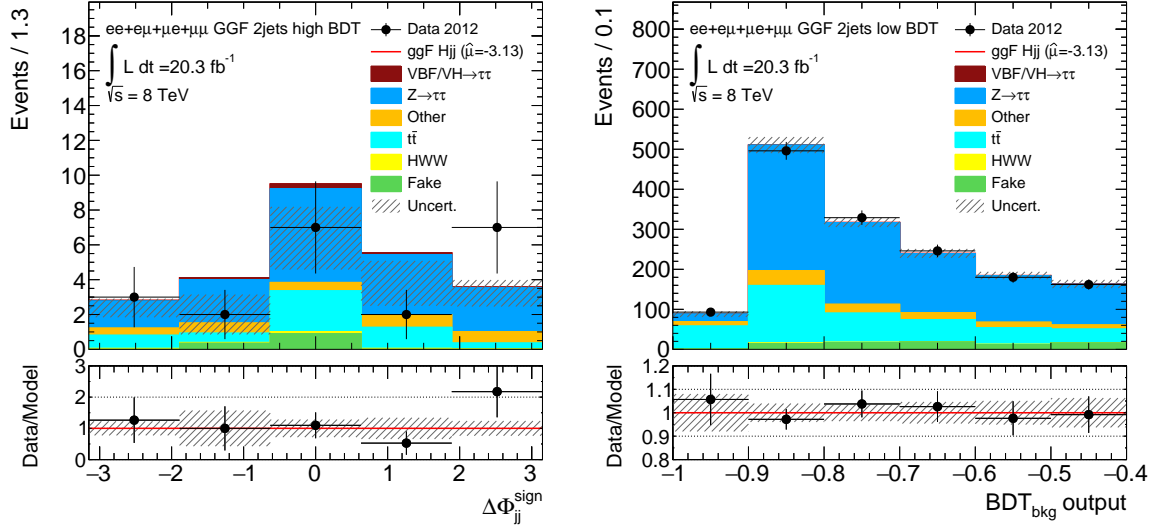 Events / 1.3
18
16
14
12
10
8
6
4
2
0
ee+eμ+μe+μμ GGF 2jets high BDT
∫ L dt =20.3 fb⁻¹
√s = 8 TeV
Data 2012
ggF Hjj (μ̂=-3.13)
VBF/VH→ττ
Z→ττ
Other
tt̄
HWW
Fake
Uncert.
Data/Model
3
2
1
0
−3 −2 −1 0 1 2 3
ΔΦ_jj^sign
Events / 0.1
800
700
600
500
400
300
200
100
0
ee+eμ+μe+μμ GGF 2jets low BDT
∫ L dt =20.3 fb⁻¹
√s = 8 TeV
Data 2012
ggF Hjj (μ̂=-3.13)
VBF/VH→ττ
Z→ττ
Other
tt̄
HWW
Fake
Uncert.
Data/Model
1.2
1.1
1.0
0.9
0.8
−1 −0.9 −0.8 −0.7 −0.6 −0.5 −0.4
BDT_bkg output